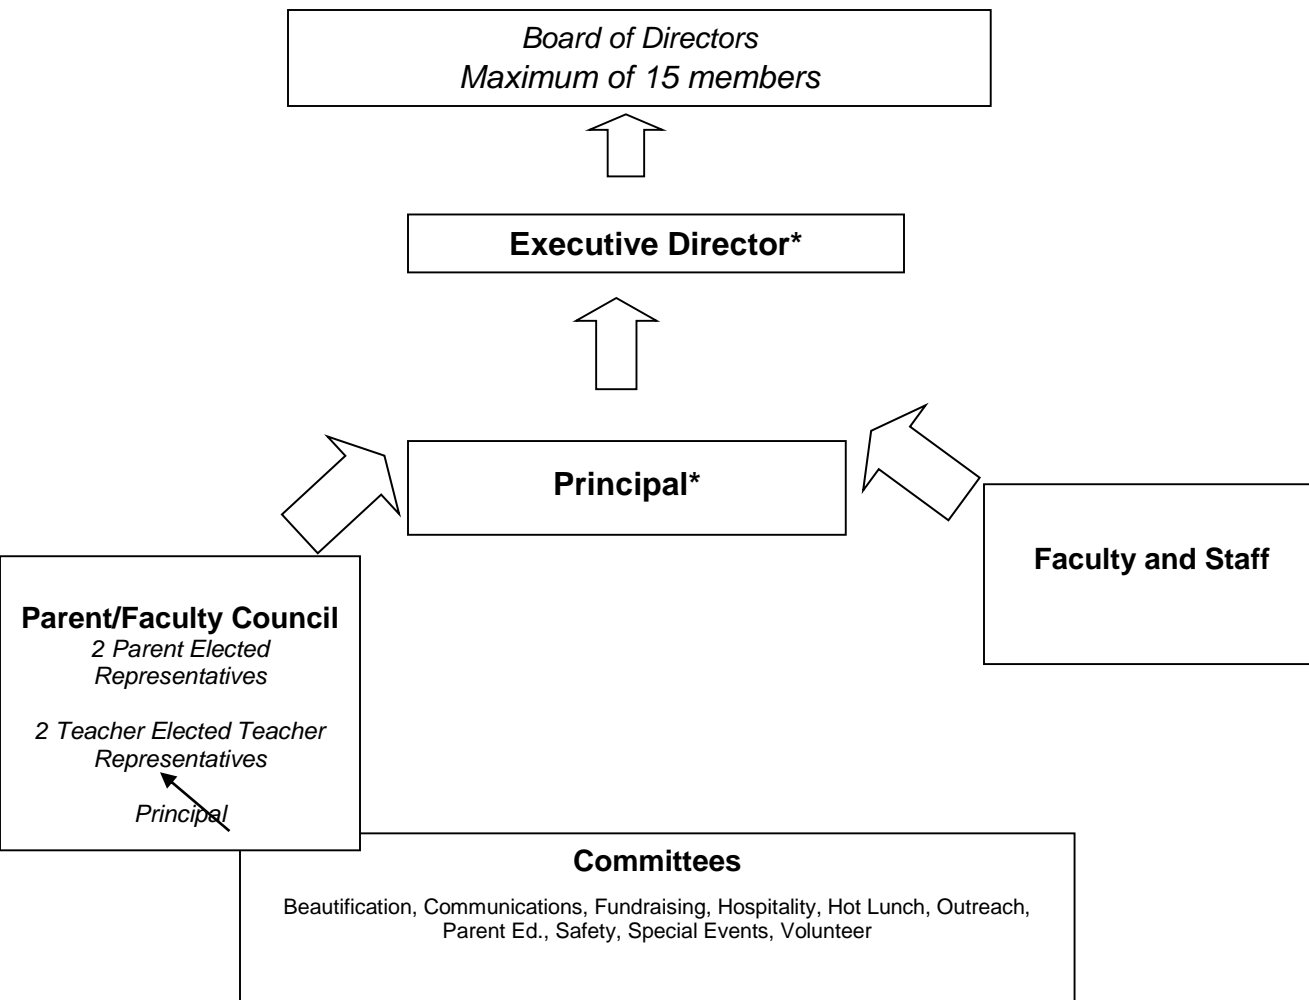 Board of Directors
Maximum of 15 members
Executive Director*
Principal*
Faculty and Staff
Parent/Faculty Council
2 Parent Elected
Representatives
2 Teacher Elected Teacher
Representatives
Principal
Committees
Beautification, Communications, Fundraising, Hospitality, Hot Lunch, Outreach,
Parent Ed., Safety, Special Events, Volunteer